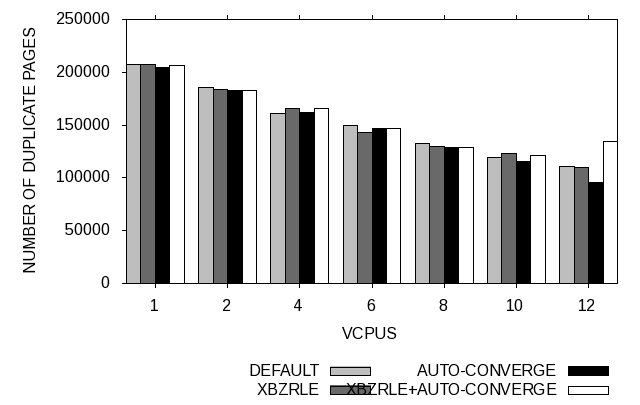 250000
200000
150000
100000
50000
0
NUMBER OF DUPLICATE PAGES
1 2 4 6 8 10 12
VCPUS
DEFAULT AUTO-CONVERGE
XBZRLE XBZRLE+AUTO-CONVERGE